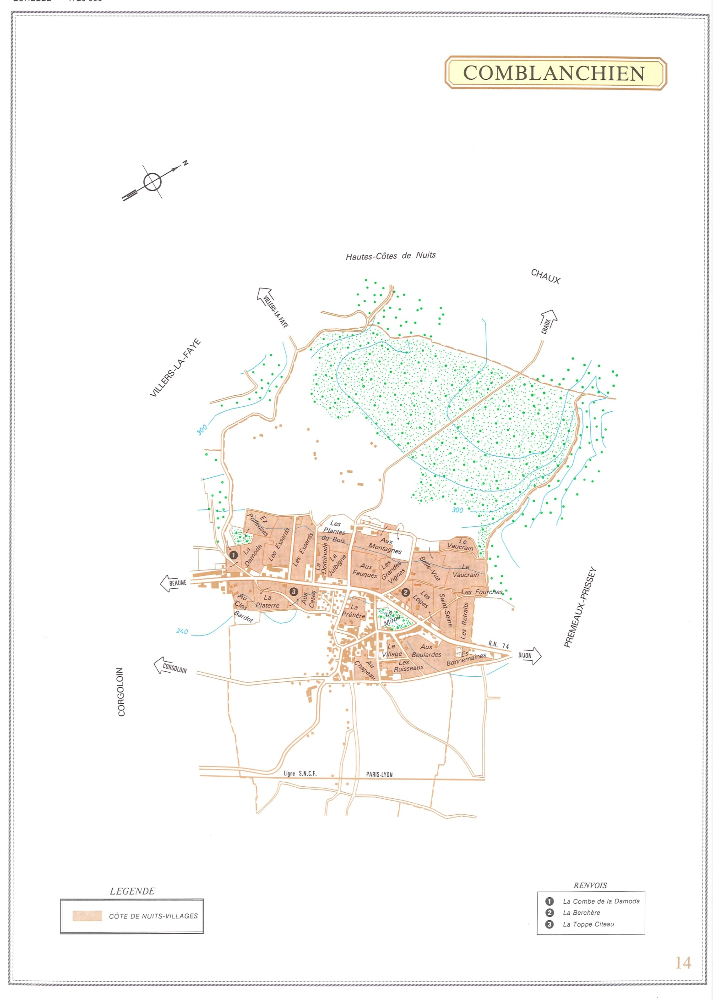 COMBLANCHIEN
N
Hautes-Côtes de Nuits
CHAUX
VILLERS-LA-FAYE
CHAUX
VILLERS-LA-FAYE
300
300
Ez
Polleuses
Les
Plantes
du Bois
Les Essards
Les Essards
La
Damoda
1
La
Dominode
La
Julbigne
Aux
Montagnes
Le
Vaucrain
Aux
Fauques
Les
Grandes
Vignes
Belle-Vue
Le
Vaucrain
BEAUNE
Au
Clos
Bardot
La
Platerre
3
Aux
Cases
2
Les
Loges
Saint-Seine
Les Fourches
Les Retraits
La
Prétière
Le
Miroir
PREMEAUX-PRISSEY
240
R.N. 74
DIJON
Le
Village
Aux
Boulardes
Es
Bonnemaines
Au
Chapeau
Les
Ruisseaux
CORGOLOIN
CORGOLOIN
Ligne S.N.C.F. PARIS-LYON
LEGENDE
CÔTE DE NUITS-VILLAGES
RENVOIS
1 La Combe de la Damoda
2 La Berchère
3 La Toppe Citeau
14